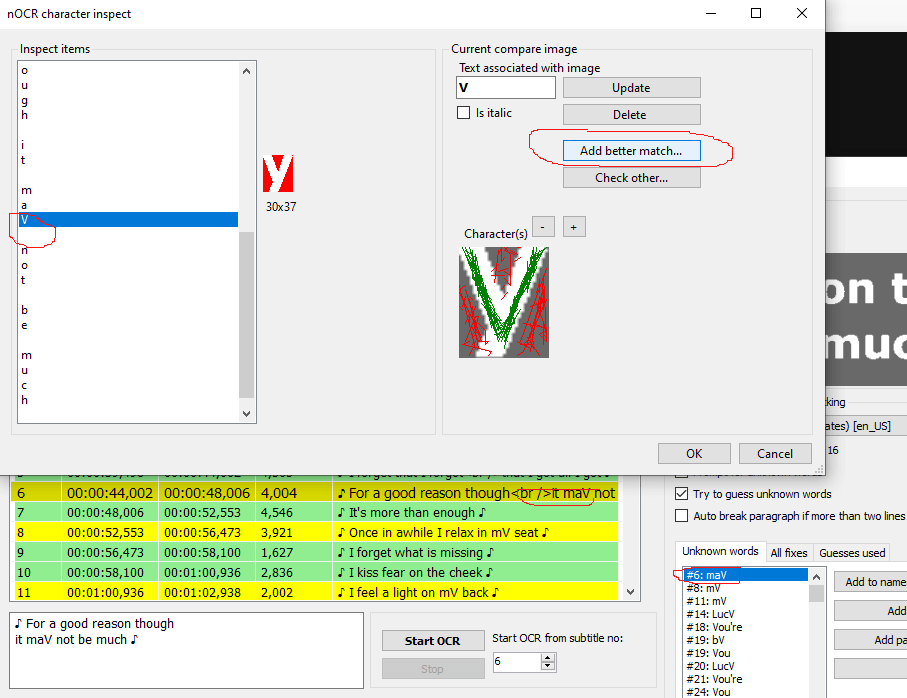 nOCR character inspect
Inspect items
o
u
g
h
i
t
m
a
V
n
o
t
b
e
m
u
c
h
y
30x37
Current compare image
Text associated with image
V
Update
Is italic
Delete
Add better match...
Check other...
Character(s)
-
+
OK
Cancel
on t
muc
king
ates) [en_US]
16
Try to guess unknown words
Auto break paragraph if more than two lines
6 00:00:44,002 00:00:48,006 4,004 ♪ For a good reason though<br />it maV not
7 00:00:48,006 00:00:52,553 4,546 ♪ It's more than enough ♪
8 00:00:52,553 00:00:56,473 3,921 ♪ Once in awhile I relax in mV seat ♪
9 00:00:56,473 00:00:58,100 1,627 ♪ I forget what is missing ♪
10 00:00:58,100 00:01:00,936 2,836 ♪ I kiss fear on the cheek ♪
11 00:01:00,936 00:01:02,938 2,002 ♪ I feel a light on mV back ♪
Unknown words
All fixes
Guesses used
#6: maV
#8: mV
#11: mV
#14: LucV
#18: Vou're
#19: bV
#19: Vou
#20: LucV
#21: Vou're
#24: Vou
Add to name
Add
Add pa
♪ For a good reason though
it maV not be much ♪
Start OCR
Stop
Start OCR from subtitle no:
6